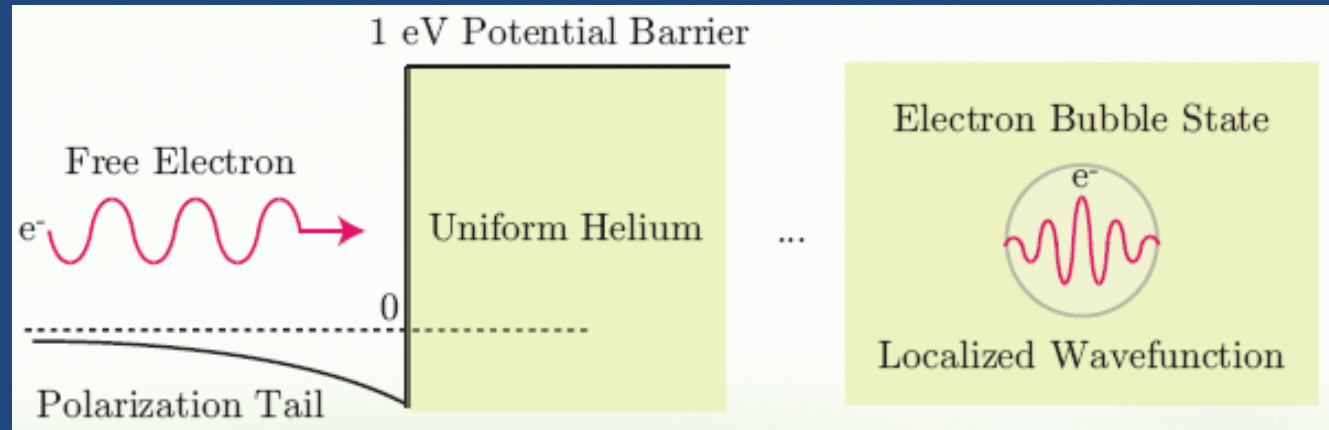 1 eV Potential Barrier
Free Electron
e-
Uniform Helium
...
0
Polarization Tail
Electron Bubble State
e-
Localized Wavefunction